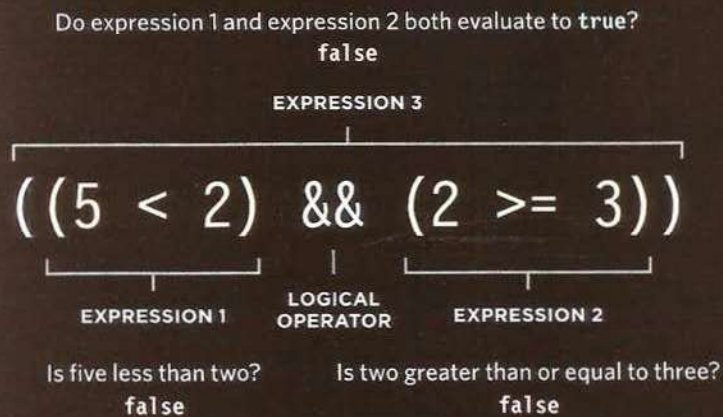 Do expression 1 and expression 2 both evaluate to true?
false
EXPRESSION 3
((5 < 2) && (2 >= 3))
EXPRESSION 1
LOGICAL
OPERATOR
EXPRESSION 2
Is five less than two?
false
Is two greater than or equal to three?
false